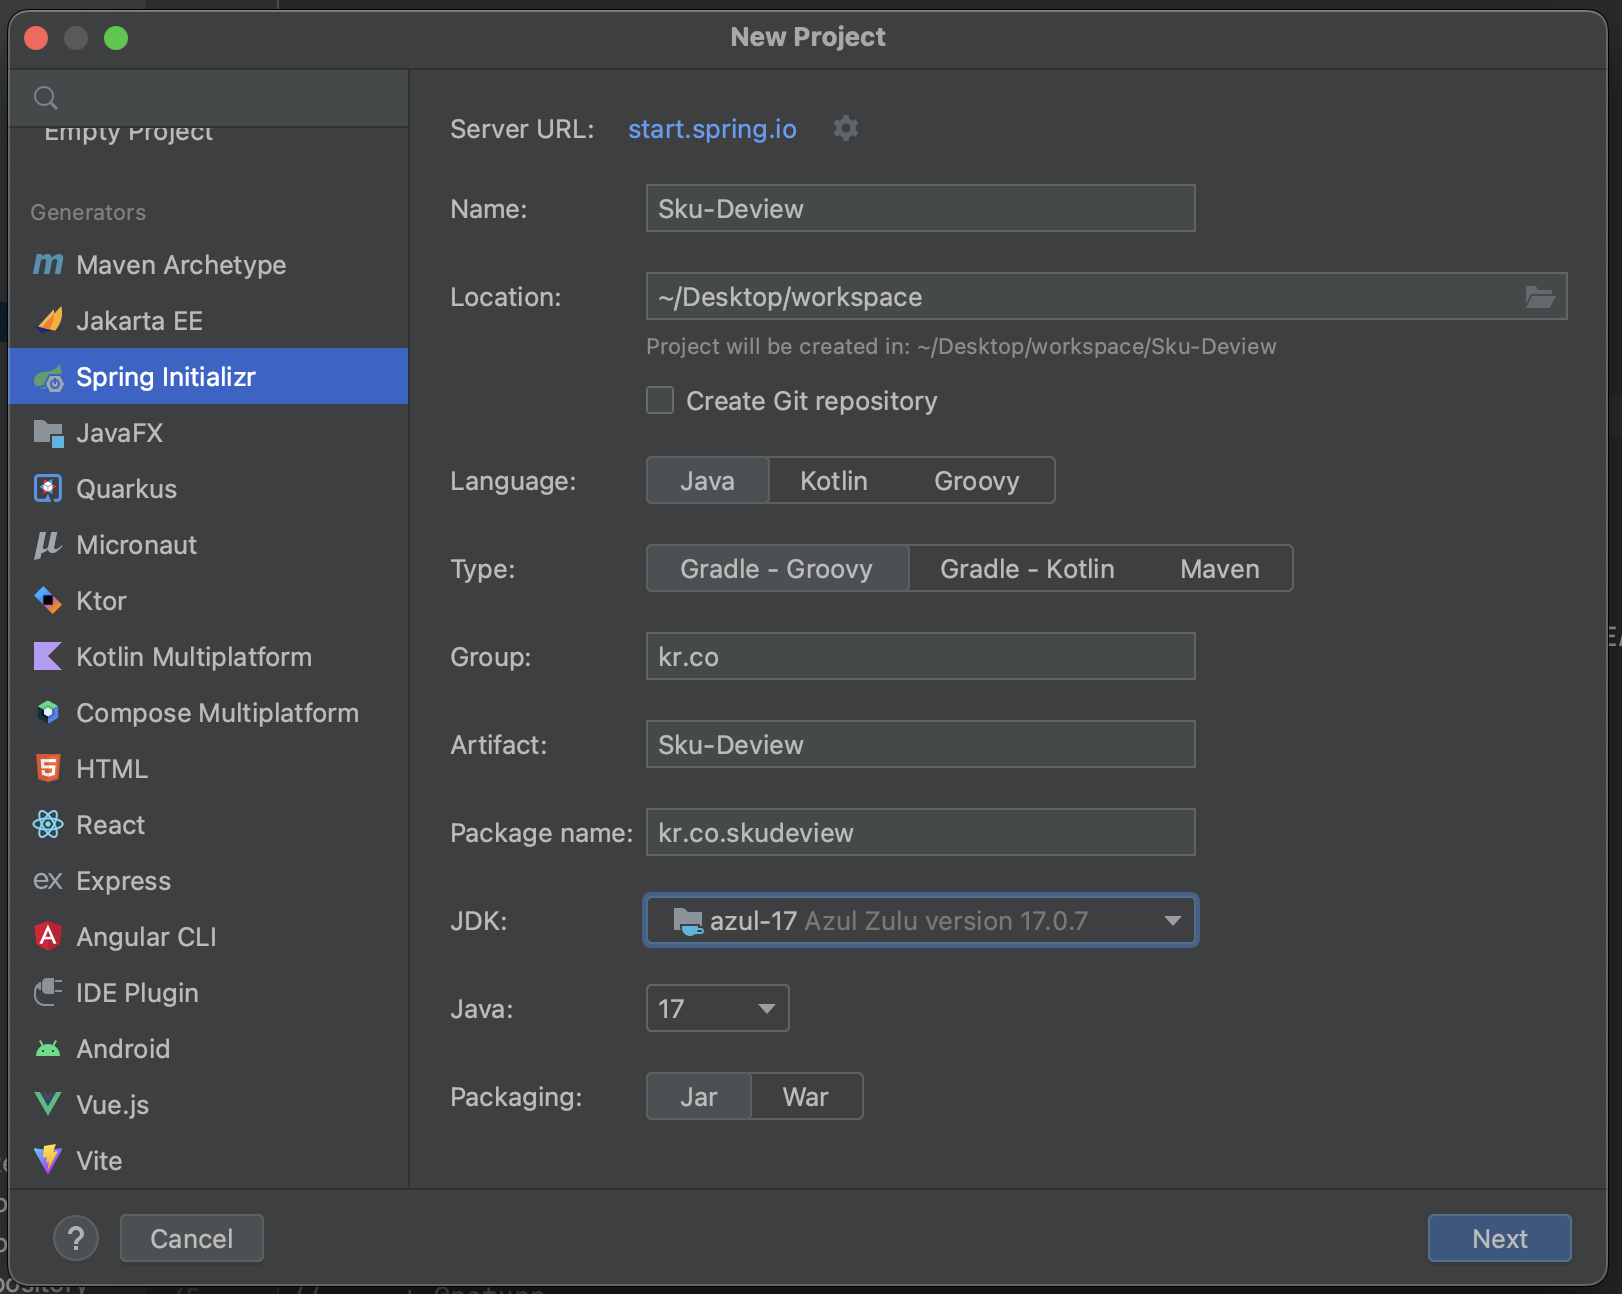 New Project
Empty Project
Generators
Maven Archetype
Jakarta EE
Spring Initializr
JavaFX
Quarkus
Micronaut
Ktor
Kotlin Multiplatform
Compose Multiplatform
HTML
React
ex Express
Angular CLI
IDE Plugin
Android
Vue.js
Vite
Server URL: start.spring.io
Name: Sku-Deview
Location: ~/Desktop/workspace
Project will be created in: ~/Desktop/workspace/Sku-Deview
Create Git repository
Language: Java Kotlin Groovy
Type: Gradle - Groovy Gradle - Kotlin Maven
Group: kr.co
Artifact: Sku-Deview
Package name: kr.co.skudeview
JDK: azul-17 Azul Zulu version 17.0.7
Java: 17
Packaging: Jar War
? Cancel Next